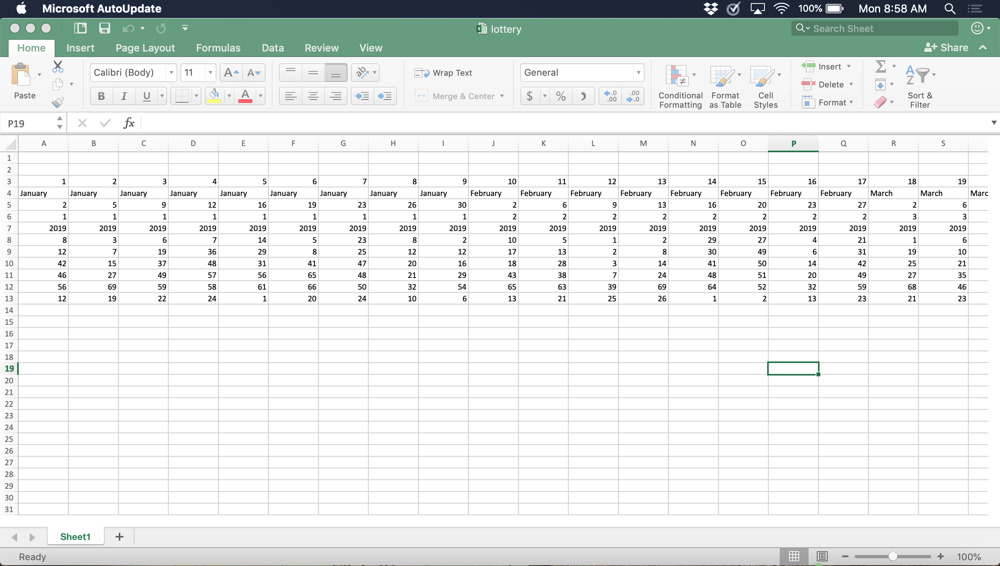 Microsoft AutoUpdate 100% Mon 8:58 AM
lottery Search Sheet
Home Insert Page Layout Formulas Data Review View Share
Paste Calibri (Body) 11 A A ab Wrap Text General Insert
B I U A Merge & Center $ % .0 .00 .00 .0 Conditional Formatting Format as Table Cell Styles Delete Format Σ A Z Sort & Filter
P19 fx
A B C D E F G H I J K L M N O P Q R S
1
2
3 1 2 3 4 5 6 7 8 9 10 11 12 13 14 15 16 17 18 19
4 January January January January January January January January January February February February February February February February February March March Marc
5 2 5 9 12 16 19 23 26 30 2 6 9 13 16 20 23 27 2 6
6 1 1 1 1 1 1 1 1 1 2 2 2 2 2 2 2 2 3 3
7 2019 2019 2019 2019 2019 2019 2019 2019 2019 2019 2019 2019 2019 2019 2019 2019 2019 2019 2019
8 8 3 6 7 14 5 23 8 2 10 5 1 2 29 27 4 21 1 6
9 12 7 19 36 29 8 25 12 12 17 13 2 8 30 49 6 31 19 10
10 42 15 37 48 31 41 47 20 16 18 28 3 14 41 50 14 42 25 21
11 46 27 49 57 56 65 48 21 29 43 38 7 24 48 51 20 49 27 35
12 56 69 59 58 61 66 50 32 54 65 63 39 69 64 52 32 59 68 46
13 12 19 22 24 1 20 24 10 6 13 21 25 26 1 2 13 23 21 23
14
15
16
17
18
19
20
21
22
23
24
25
26
27
28
29
30
31
Sheet1 +
Ready 100%